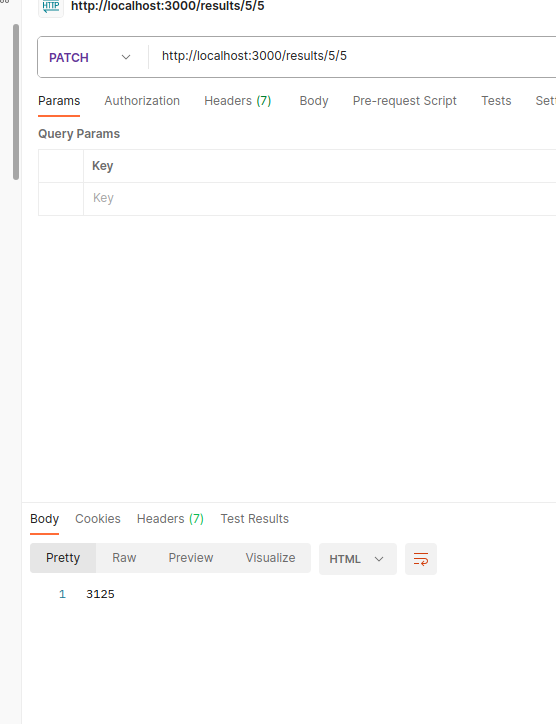 HTTP http://localhost:3000/results/5/5
PATCH http://localhost:3000/results/5/5
Params Authorization Headers (7) Body Pre-request Script Tests Sett
Query Params
Key
Key
Body Cookies Headers (7) Test Results
Pretty Raw Preview Visualize HTML
1 3125